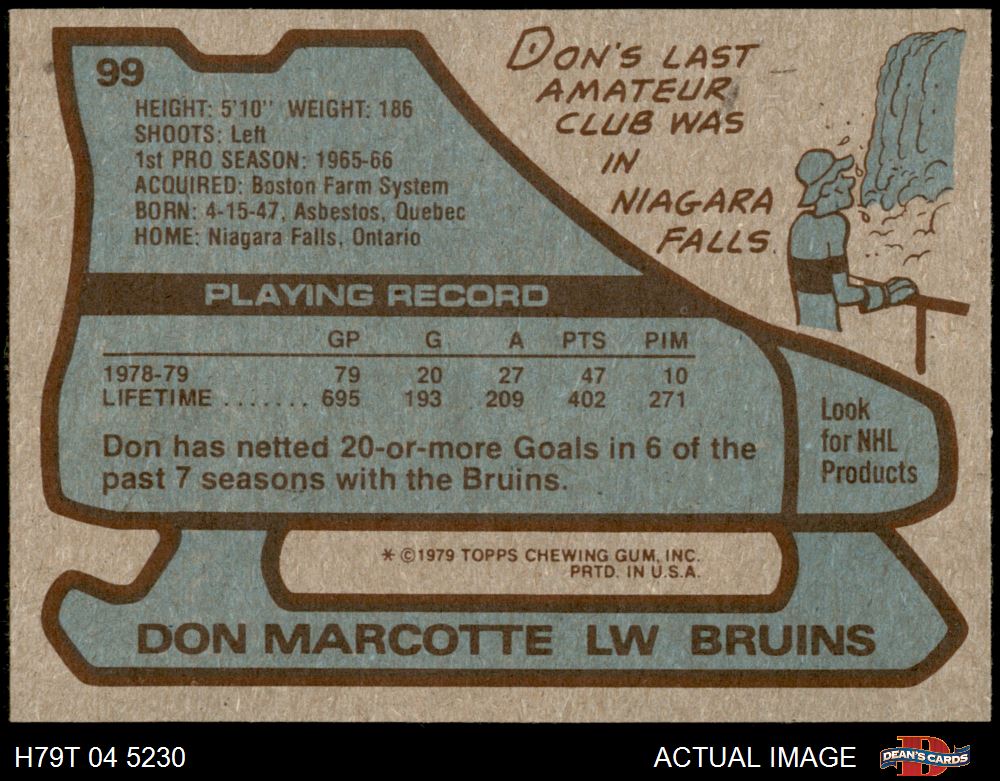 99
HEIGHT: 5'10" WEIGHT: 186
SHOOTS: Left
1st PRO SEASON: 1965-66
ACQUIRED: Boston Farm System
BORN: 4-15-47, Asbestos, Quebec
HOME: Niagara Falls, Ontario
DON'S LAST
AMATEUR
CLUB WAS
IN
NIAGARA
FALLS.
PLAYING RECORD
GP G A PTS PIM
1978-79 79 20 27 47 10
LIFETIME ....... 695 193 209 402 271
Don has netted 20-or-more Goals in 6 of the
past 7 seasons with the Bruins.
Look
for NHL
Products
* ©1979 TOPPS CHEWING GUM, INC.
PRTD. IN U.S.A.
DON MARCOTTE LW BRUINS
H79T 04 5230 ACTUAL IMAGE DEAN'S CARDS